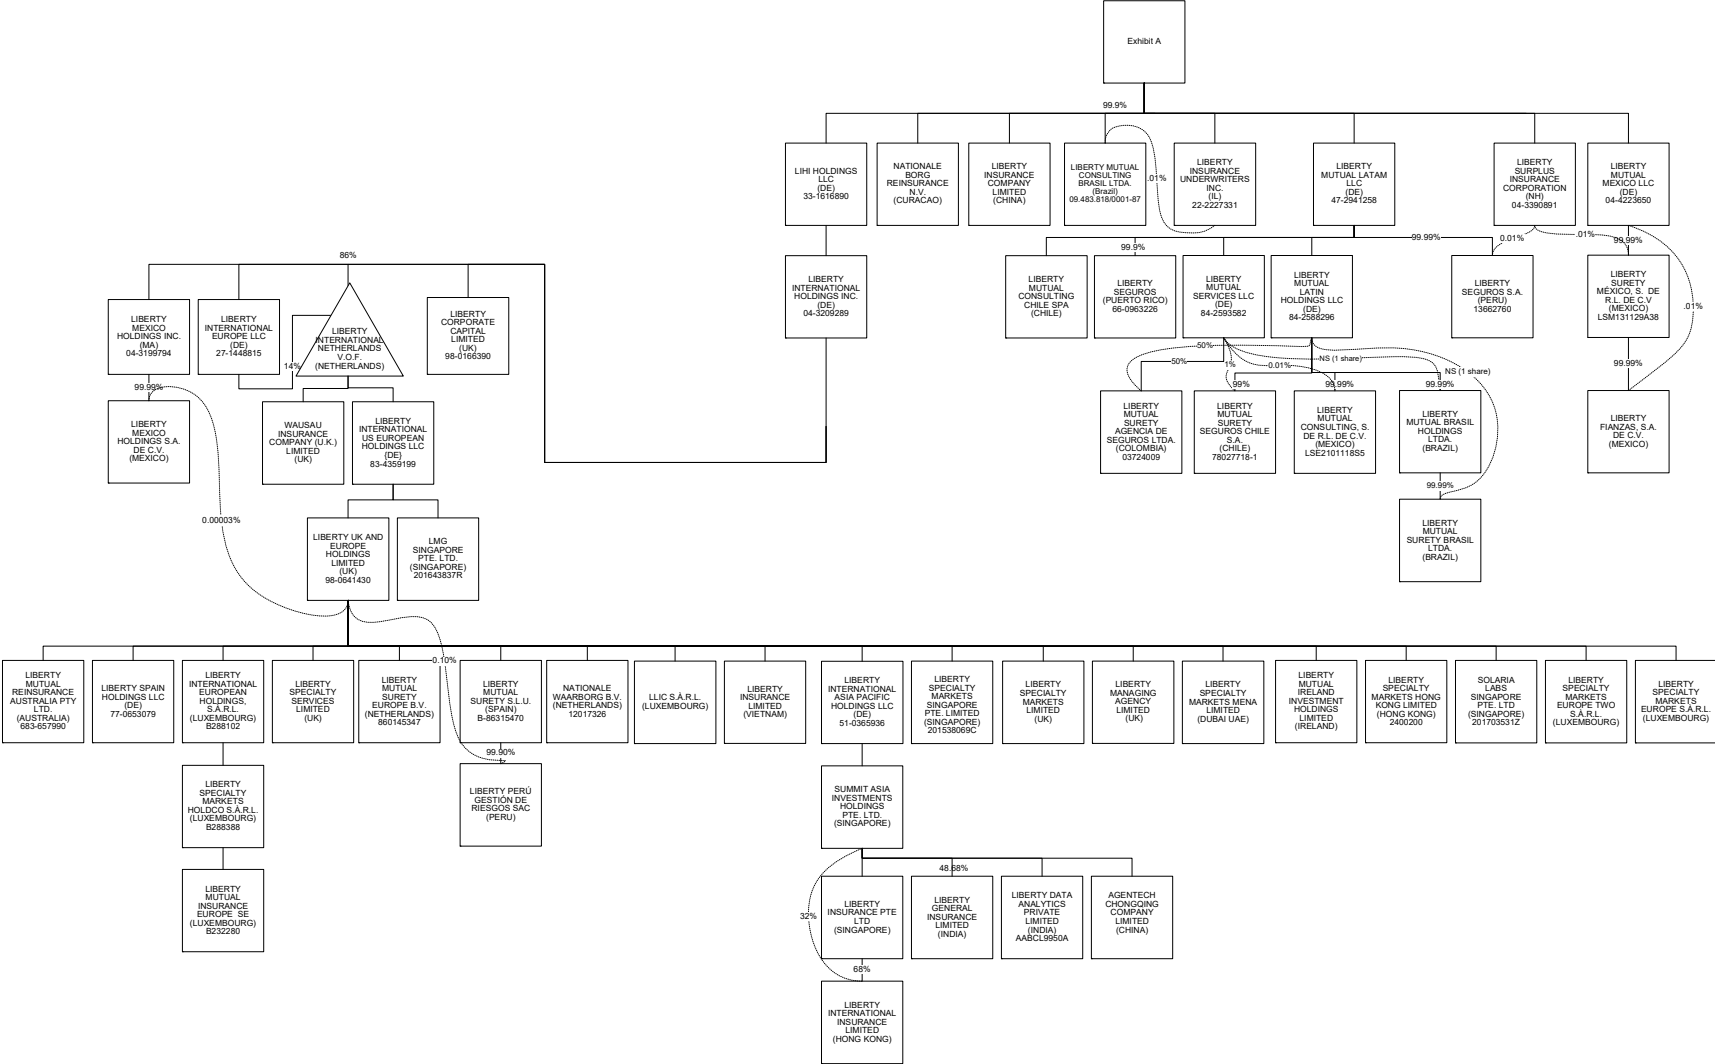 Exhibit A
99.9%
LIHI HOLDINGS
LLC
(DE)
33-1616890
NATIONALE
BORG
REINSURANCE
N.V.
(CURACAO)
LIBERTY
INSURANCE
COMPANY
LIMITED
(CHINA)
LIBERTY MUTUAL
CONSULTING
BRASIL LTDA.
(Brazil)
09.483.818/0001-87
.01%
LIBERTY
INSURANCE
UNDERWRITERS
INC.
(IL)
22-2227331
LIBERTY
MUTUAL LATAM
LLC
(DE)
47-2941258
LIBERTY
SURPLUS
INSURANCE
CORPORATION
(NH)
04-3390891
LIBERTY
MUTUAL
MEXICO LLC
(DE)
04-4223650
99.9%
99.99%
0.01%
.01%
99.99%
86%
LIBERTY
INTERNATIONAL
HOLDINGS INC.
(DE)
04-3209289
LIBERTY
MUTUAL
CONSULTING
CHILE SPA
(CHILE)
LIBERTY
SEGUROS
(PUERTO RICO)
66-0963226
LIBERTY
MUTUAL
SERVICES LLC
(DE)
84-2593582
LIBERTY
MUTUAL
LATIN
HOLDINGS LLC
(DE)
84-2588296
LIBERTY
SEGUROS S.A.
(PERU)
13662760
LIBERTY
SURETY
MÉXICO, S. DE
R.L. DE C.V
(MEXICO)
LSM131129A38
.01%
LIBERTY
MEXICO
HOLDINGS INC.
(MA)
04-3199794
LIBERTY
INTERNATIONAL
EUROPE LLC
(DE)
27-1448815
LIBERTY
INTERNATIONAL
NETHERLANDS
V.O.F.
(NETHERLANDS)
LIBERTY
CORPORATE
CAPITAL
LIMITED
(UK)
98-0166390
14%
50%
50%
1%
0.01%
NS (1 share)
NS (1 share)
99.99%
99%
99.99%
99.99%
99.99%
LIBERTY
MEXICO
HOLDINGS S.A.
DE C.V.
(MEXICO)
WAUSAU
INSURANCE
COMPANY (U.K.)
LIMITED
(UK)
LIBERTY
INTERNATIONAL
US EUROPEAN
HOLDINGS LLC
(DE)
83-4359199
LIBERTY
MUTUAL
SURETY
AGENCIA DE
SEGUROS LTDA.
(COLOMBIA)
03724009
LIBERTY
MUTUAL
SURETY
SEGUROS CHILE
S.A.
(CHILE)
78027718-1
LIBERTY
MUTUAL
CONSULTING, S.
DE R.L. DE C.V.
(MEXICO)
LSE2101118S5
LIBERTY
MUTUAL BRASIL
HOLDINGS
LTDA.
(BRAZIL)
LIBERTY
FIANZAS, S.A.
DE C.V.
(MEXICO)
99.99%
LIBERTY
MUTUAL
SURETY BRASIL
LTDA.
(BRAZIL)
0.00003%
LIBERTY UK AND
EUROPE
HOLDINGS
LIMITED
(UK)
98-0641430
LMG
SINGAPORE
PTE. LTD.
(SINGAPORE)
201643837R
0.10%
LIBERTY
MUTUAL
REINSURANCE
AUSTRALIA PTY
LTD.
(AUSTRALIA)
683-657990
LIBERTY SPAIN
HOLDINGS LLC
(DE)
77-0653079
LIBERTY
INTERNATIONAL
EUROPEAN
HOLDINGS,
S.À.R.L.
(LUXEMBOURG)
B288102
LIBERTY
SPECIALTY
SERVICES
LIMITED
(UK)
LIBERTY
MUTUAL
SURETY
EUROPE B.V.
(NETHERLANDS)
860145347
LIBERTY
MUTUAL
SURETY S.L.U.
(SPAIN)
B-86315470
NATIONALE
WAARBORG B.V.
(NETHERLANDS)
12017326
LLIC S.À.R.L.
(LUXEMBOURG)
LIBERTY
INSURANCE
LIMITED
(VIETNAM)
LIBERTY
INTERNATIONAL
ASIA PACIFIC
HOLDINGS LLC
(DE)
51-0365936
LIBERTY
SPECIALTY
MARKETS
SINGAPORE
PTE. LIMITED
(SINGAPORE)
201538069C
LIBERTY
SPECIALTY
MARKETS
LIMITED
(UK)
LIBERTY
MANAGING
AGENCY
LIMITED
(UK)
LIBERTY
SPECIALTY
MARKETS MENA
LIMITED
(DUBAI UAE)
LIBERTY
MUTUAL
IRELAND
INVESTMENT
HOLDINGS
LIMITED
(IRELAND)
LIBERTY
SPECIALTY
MARKETS HONG
KONG LIMITED
(HONG KONG)
2400200
SOLARIA
LABS
SINGAPORE
PTE. LTD
(SINGAPORE)
201703531Z
LIBERTY
SPECIALTY
MARKETS
EUROPE TWO
S.À.R.L.
(LUXEMBOURG)
LIBERTY
SPECIALTY
MARKETS
EUROPE S.À.R.L.
(LUXEMBOURG)
99.90%
LIBERTY
SPECIALTY
MARKETS
HOLDCO S.À.R.L.
(LUXEMBOURG)
B288388
LIBERTY PERÚ
GESTIÓN DE
RIESGOS SAC
(PERU)
SUMMIT ASIA
INVESTMENTS
HOLDINGS
PTE. LTD.
(SINGAPORE)
48.68%
LIBERTY
MUTUAL
INSURANCE
EUROPE SE
(LUXEMBOURG)
B232280
32%
LIBERTY
INSURANCE PTE
LTD
(SINGAPORE)
LIBERTY
GENERAL
INSURANCE
LIMITED
(INDIA)
LIBERTY DATA
ANALYTICS
PRIVATE
LIMITED
(INDIA)
AABCL9950A
AGENTECH
CHONGQING
COMPANY
LIMITED
(CHINA)
68%
LIBERTY
INTERNATIONAL
INSURANCE
LIMITED
(HONG KONG)